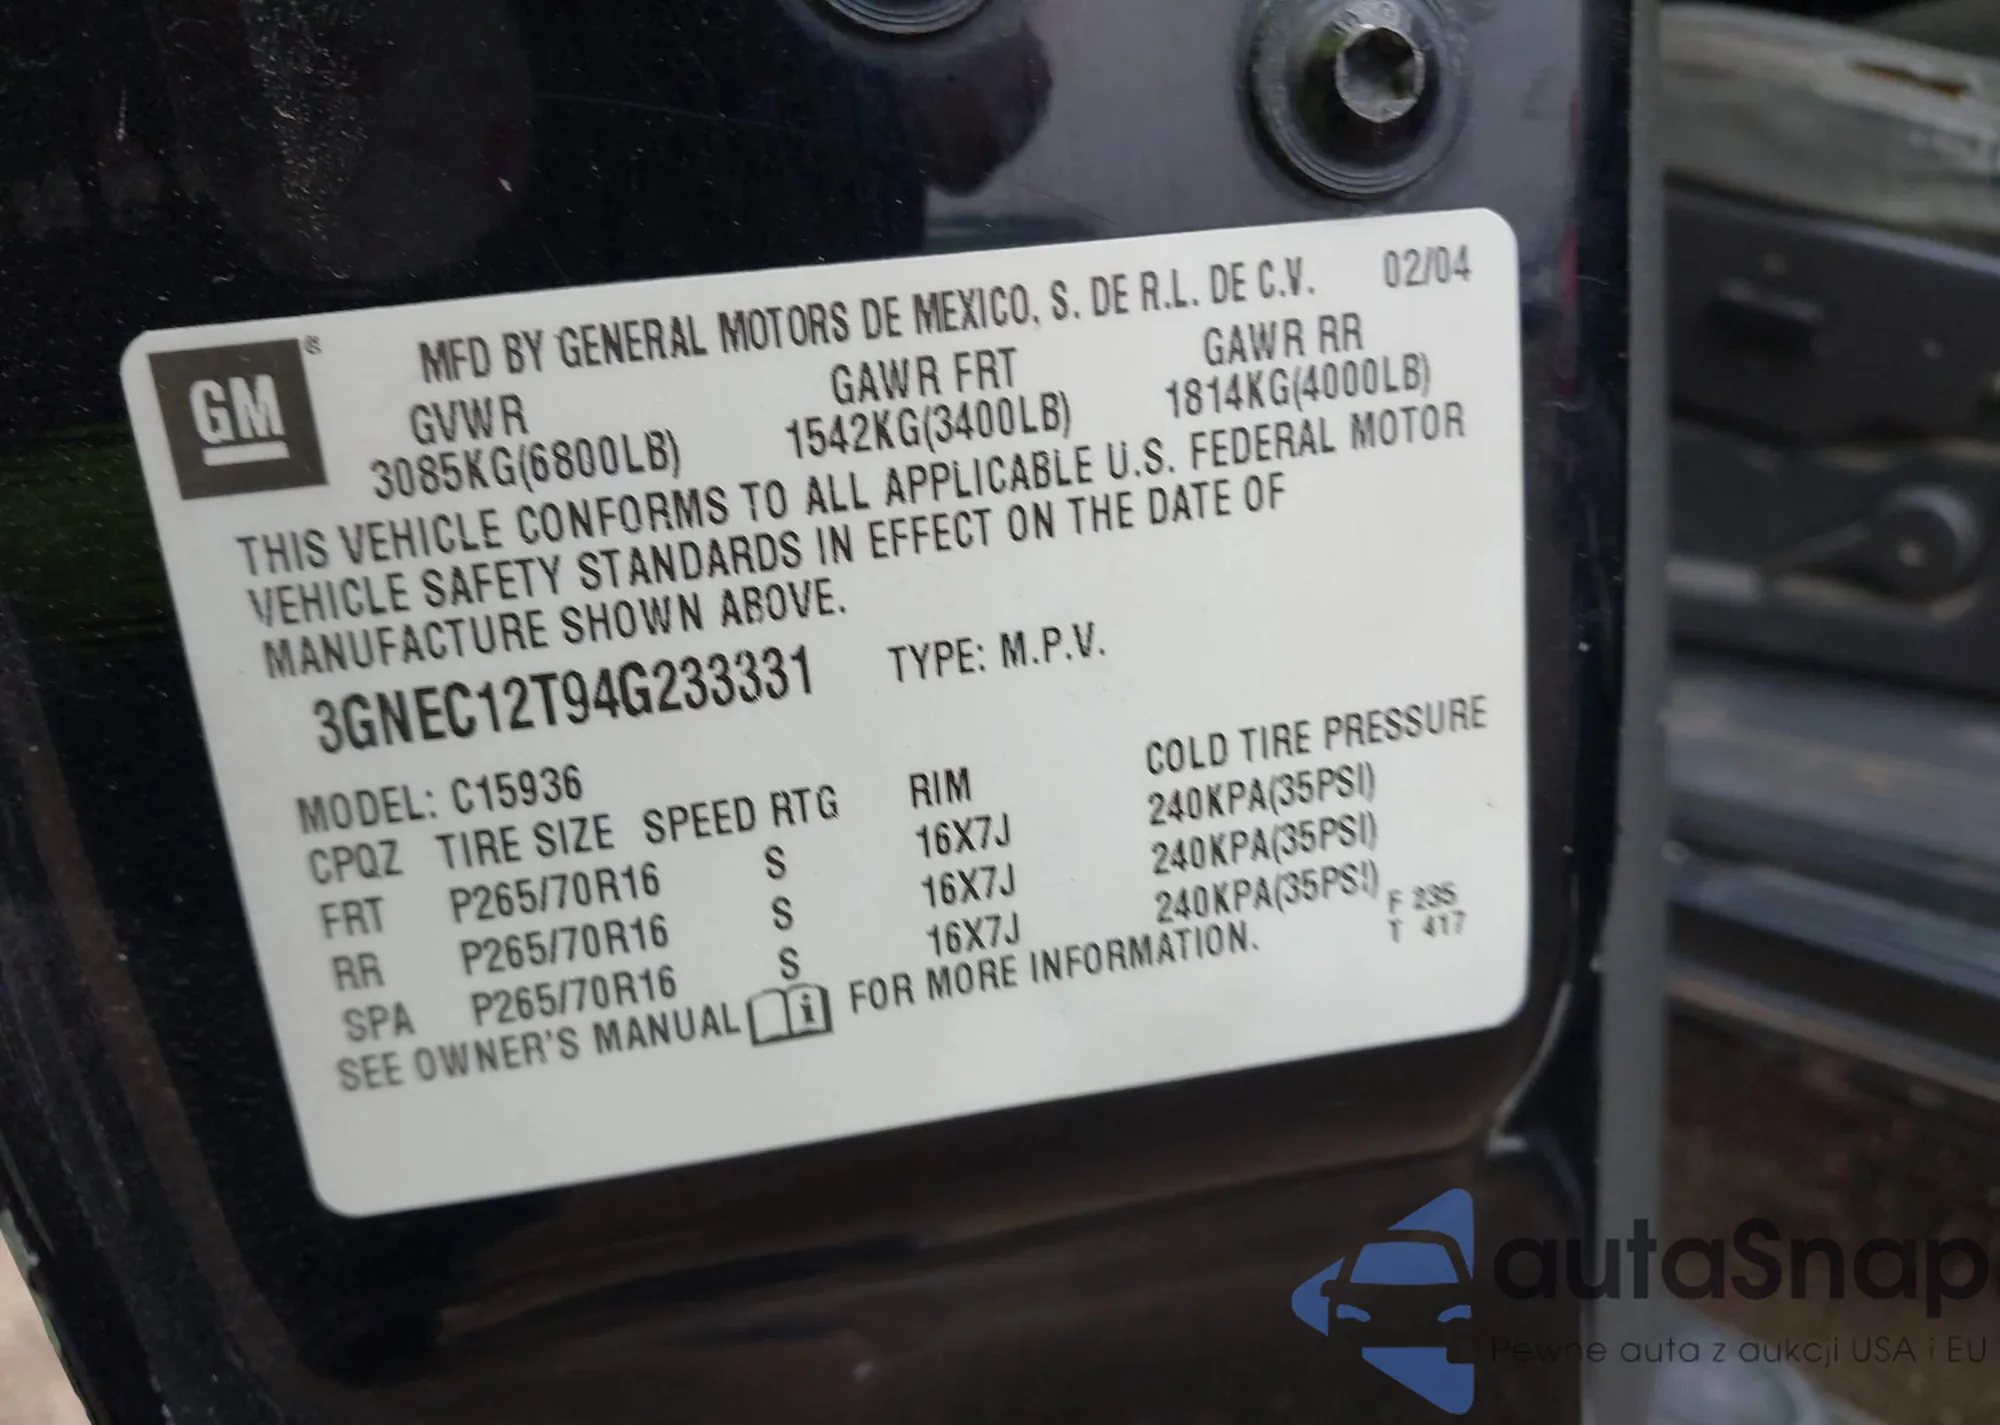 MFD BY GENERAL MOTORS DE MEXICO, S. DE R.L. DE C.V. 02/04
GM ®
GVWR GAWR FRT GAWR RR
3085KG(6800LB) 1542KG(3400LB) 1814KG(4000LB)
THIS VEHICLE CONFORMS TO ALL APPLICABLE U.S. FEDERAL MOTOR
VEHICLE SAFETY STANDARDS IN EFFECT ON THE DATE OF
MANUFACTURE SHOWN ABOVE.
3GNEC12T94G233331 TYPE: M.P.V.
MODEL: C15936
CPQZ TIRE SIZE SPEED RTG RIM COLD TIRE PRESSURE
FRT P265/70R16 S 16X7J 240KPA(35PSI)
RR P265/70R16 S 16X7J 240KPA(35PSI)
SPA P265/70R16 S 16X7J 240KPA(35PSI)
F 235
T 417
SEE OWNER'S MANUAL i FOR MORE INFORMATION.
autaSnap
Pewne auta z aukcji USA i EU